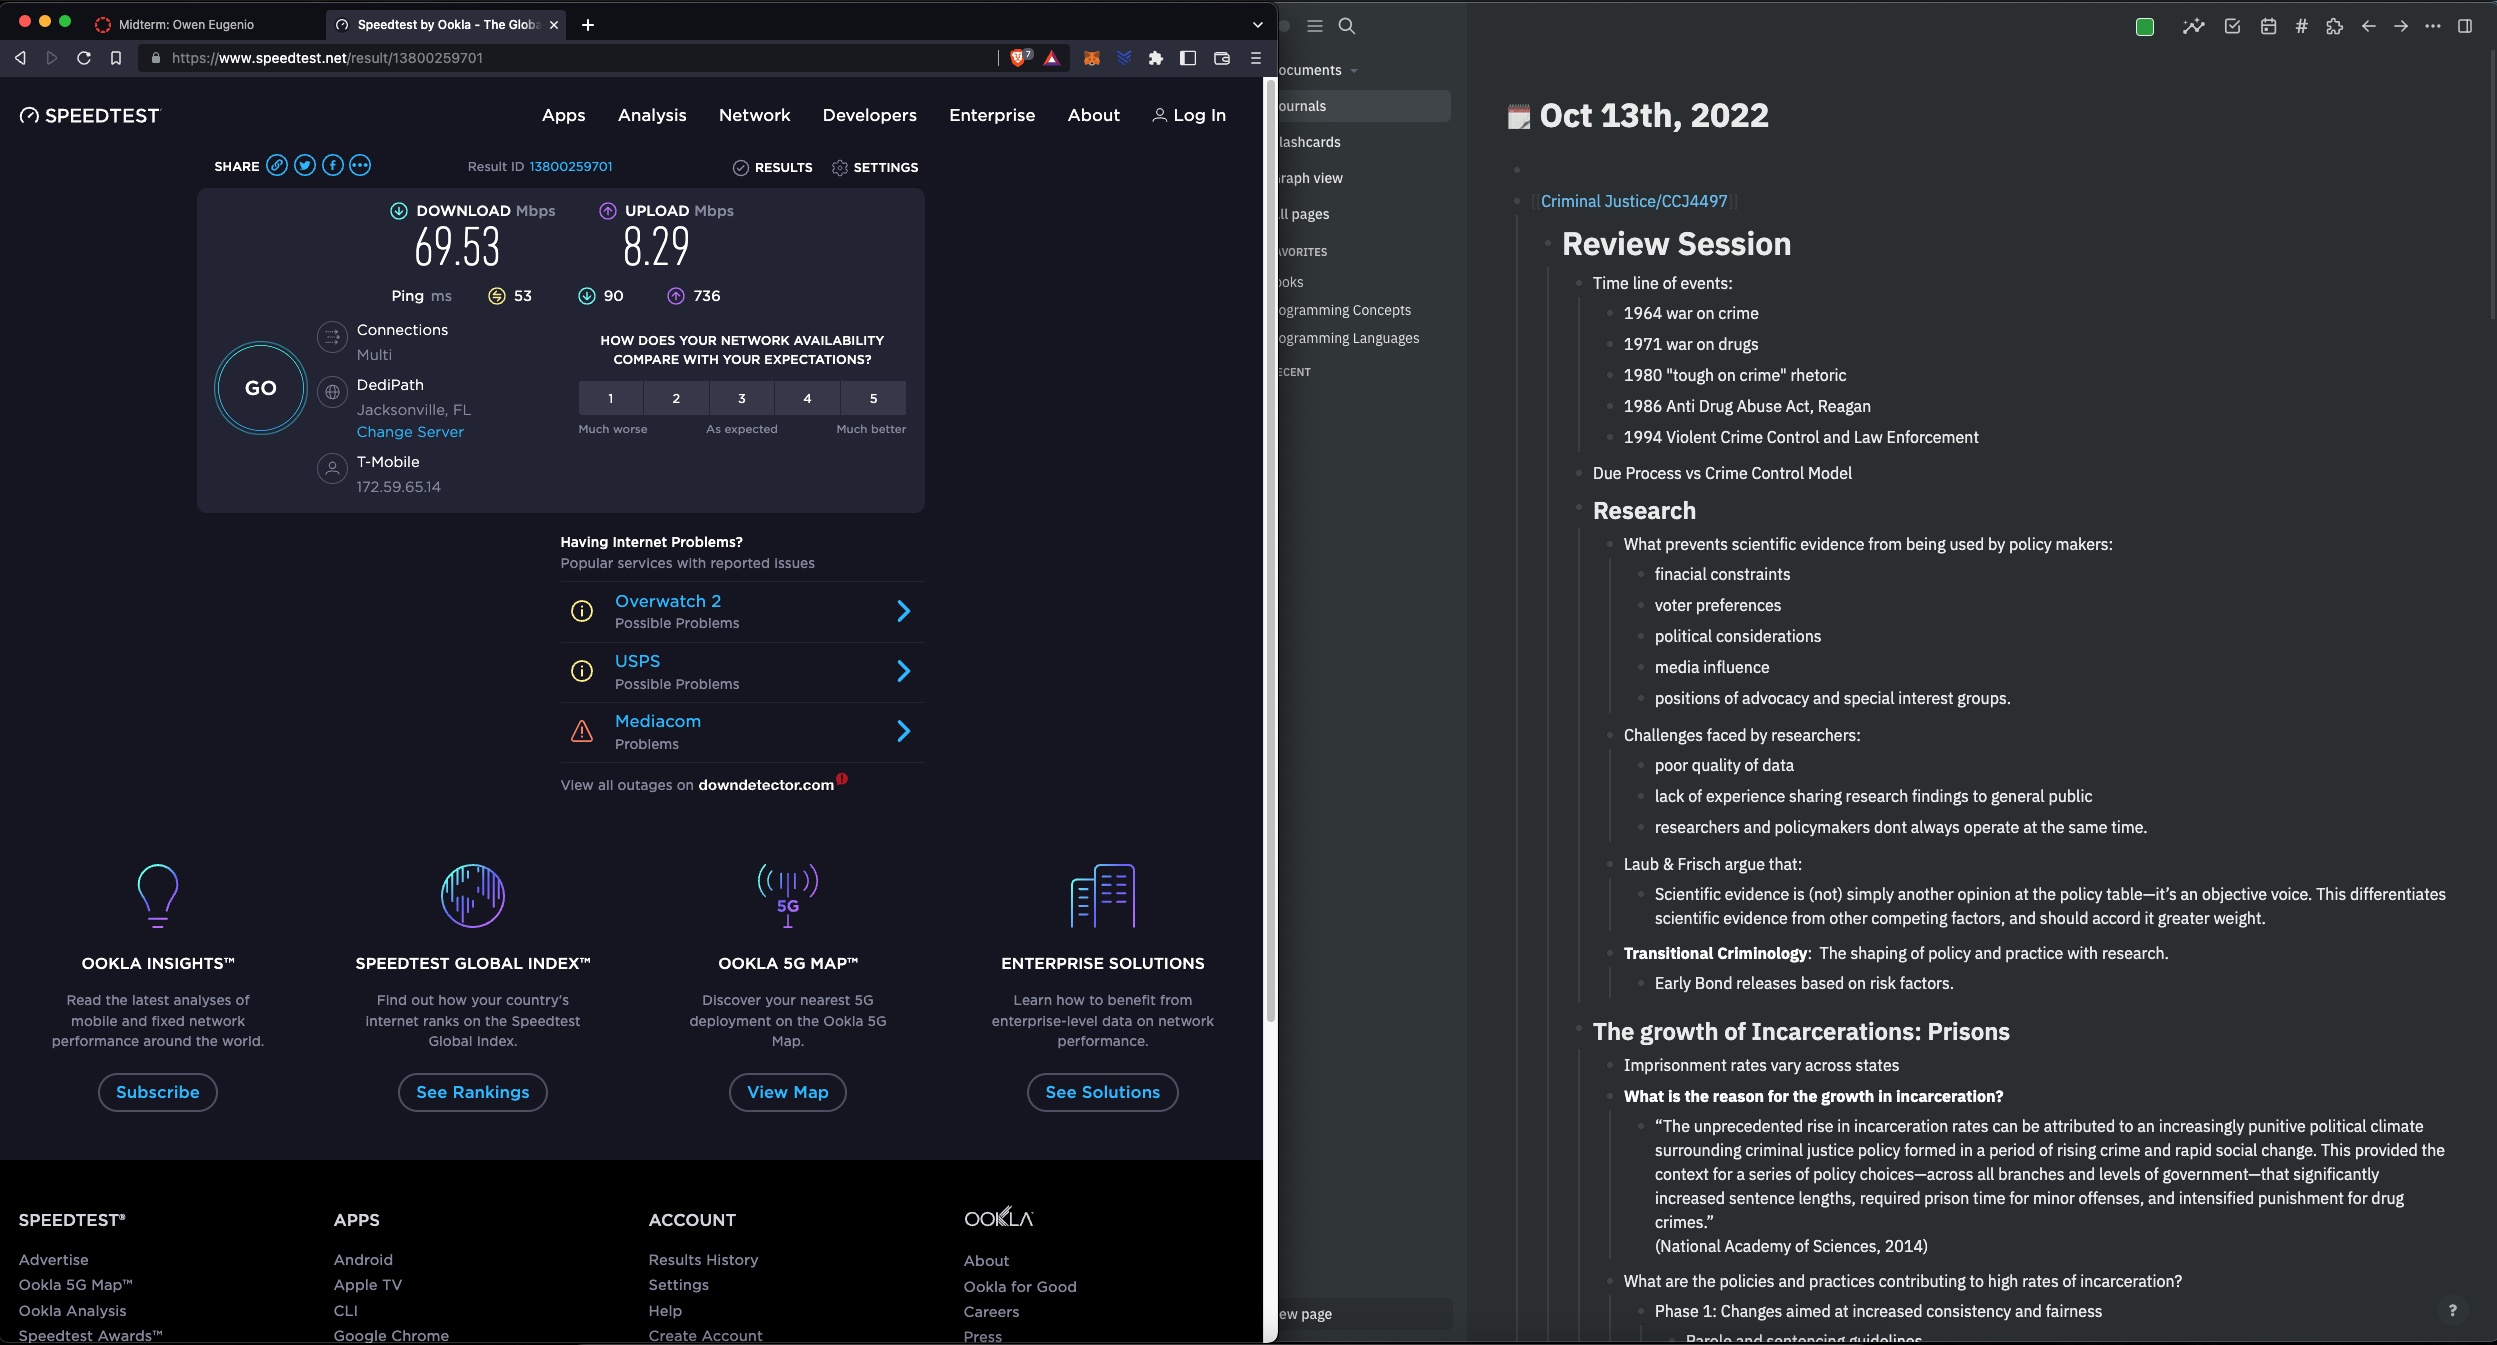 Midterm: Owen Eugenio
Speedtest by Ookla - The Glob
https://www.speedtest.net/result/13800259701
7
SPEEDTEST
Apps Analysis Network Developers Enterprise About Log In
SHARE
Result ID 13800259701
RESULTS SETTINGS
DOWNLOAD Mbps
69.53
UPLOAD Mbps
8.29
Ping ms 53 90 736
GO
Connections
Multi
DediPath
Jacksonville, FL
Change Server
T-Mobile
172.59.65.14
HOW DOES YOUR NETWORK AVAILABILITY
COMPARE WITH YOUR EXPECTATIONS?
1 2 3 4 5
Much worse As expected Much better
Having Internet Problems?
Popular services with reported issues
Overwatch 2
Possible Problems
USPS
Possible Problems
Mediacom
Problems
View all outages on downdetector.com
5G
OOKLA INSIGHTS™
Read the latest analyses of
mobile and fixed network
performance around the world.
Subscribe
SPEEDTEST GLOBAL INDEX™
Find out how your country's
internet ranks on the Speedtest
Global Index.
See Rankings
OOKLA 5G MAP™
Discover your nearest 5G
deployment on the Ookla 5G
Map.
View Map
ENTERPRISE SOLUTIONS
Learn how to benefit from
enterprise-level data on network
performance.
See Solutions
SPEEDTEST®
Advertise
Ookla 5G Map™
Ookla Analysis
Speedtest Awards™
APPS
Android
Apple TV
CLI
Google Chrome
ACCOUNT
Results History
Settings
Help
Create Account
OOKLA
About
Ookla for Good
Careers
Press
ocuments
ournals
lashcards
raph view
ll pages
AVORITES
ooks
ogramming Concepts
ogramming Languages
ECENT
ew page
Oct 13th, 2022
[[Criminal Justice/CCJ4497]]
Review Session
Time line of events:
1964 war on crime
1971 war on drugs
1980 "tough on crime" rhetoric
1986 Anti Drug Abuse Act, Reagan
1994 Violent Crime Control and Law Enforcement
Due Process vs Crime Control Model
Research
What prevents scientific evidence from being used by policy makers:
finacial constraints
voter preferences
political considerations
media influence
positions of advocacy and special interest groups.
Challenges faced by researchers:
poor quality of data
lack of experience sharing research findings to general public
researchers and policymakers dont always operate at the same time.
Laub & Frisch argue that:
Scientific evidence is (not) simply another opinion at the policy table—it’s an objective voice. This differentiates
scientific evidence from other competing factors, and should accord it greater weight.
Transitional Criminology: The shaping of policy and practice with research.
Early Bond releases based on risk factors.
The growth of Incarcerations: Prisons
Imprisonment rates vary across states
What is the reason for the growth in incarceration?
“The unprecedented rise in incarceration rates can be attributed to an increasingly punitive political climate
surrounding criminal justice policy formed in a period of rising crime and rapid social change. This provided the
context for a series of policy choices—across all branches and levels of government—that significantly
increased sentence lengths, required prison time for minor offenses, and intensified punishment for drug
crimes.”
(National Academy of Sciences, 2014)
What are the policies and practices contributing to high rates of incarceration?
Phase 1: Changes aimed at increased consistency and fairness
Parole and sentencing guidelines
?